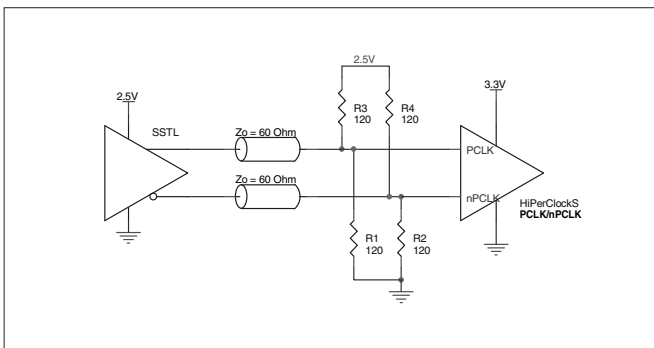 2.5V
3.3V
2.5V
R3
120
R4
120
SSTL
Zo = 60 Ohm
PCLK
Zo = 60 Ohm
nPCLK
HiPerClockS
PCLK/nPCLK
R1
120
R2
120